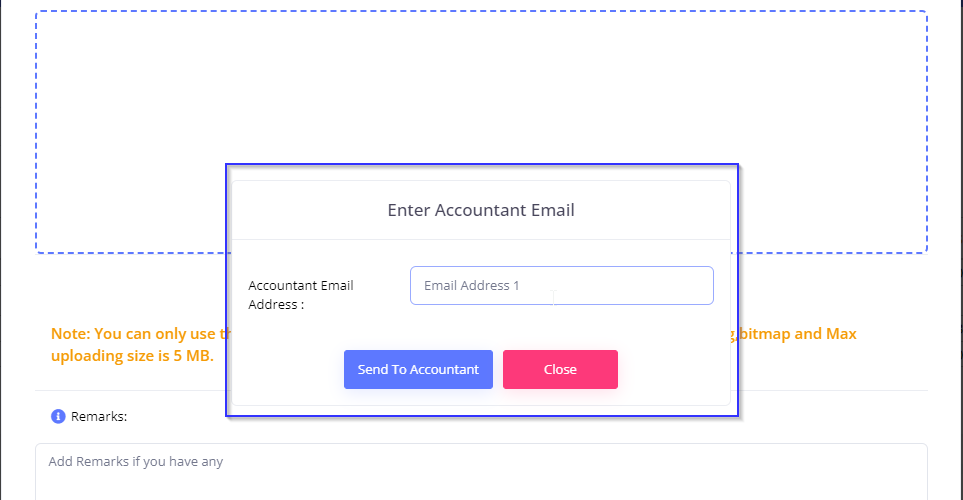 Enter Accountant Email
Accountant Email
Address :
Email Address 1
Note: You can only use
,bitmap and Max
uploading size is 5 MB.
Send To Accountant
Close
Remarks:
Add Remarks if you have any